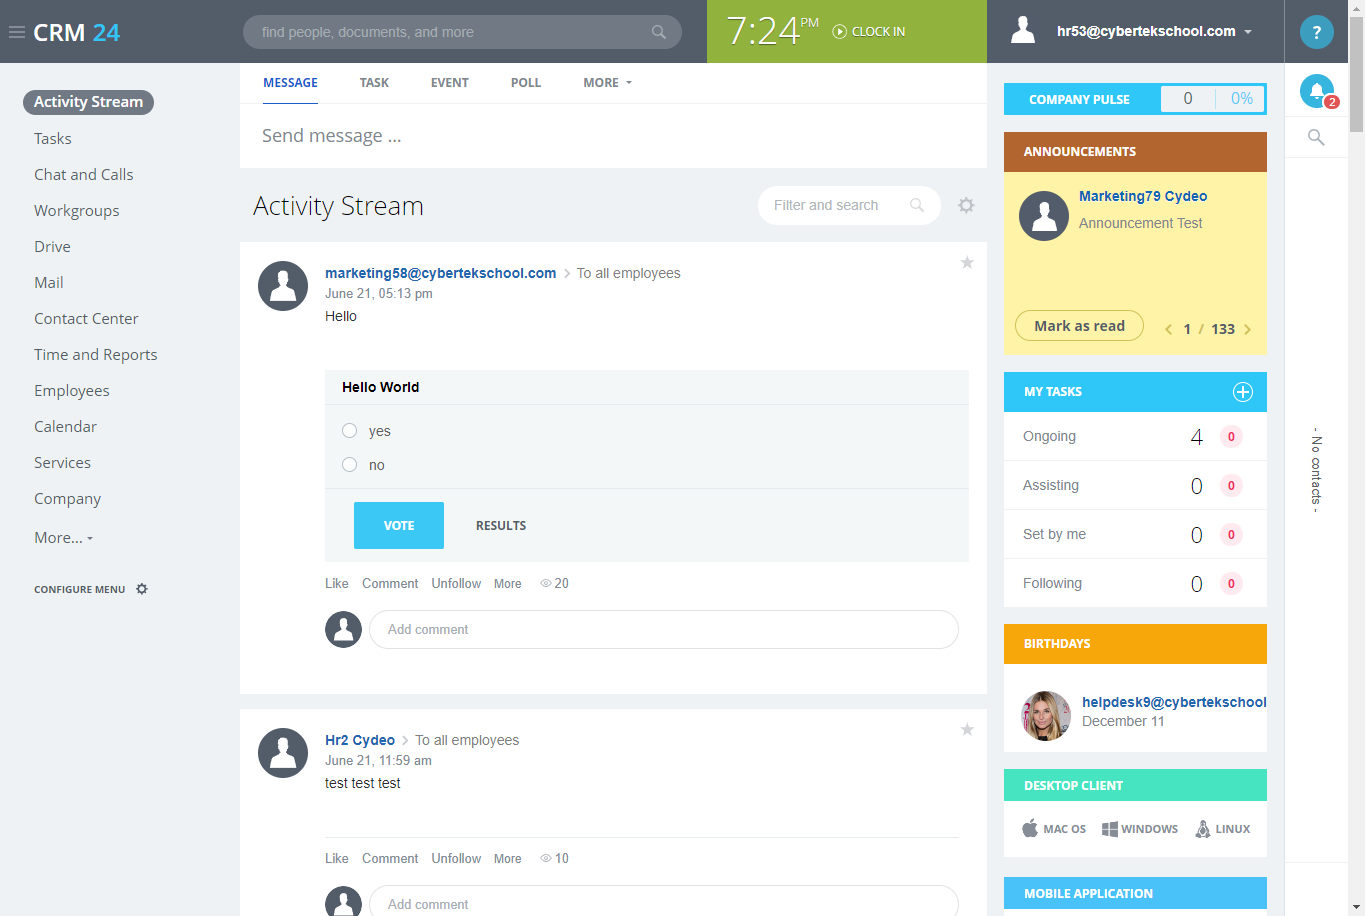 CRM 24
find people, documents, and more
7:24 PM
CLOCK IN
hr53@cybertekschool.com
?
Activity Stream
Tasks
Chat and Calls
Workgroups
Drive
Mail
Contact Center
Time and Reports
Employees
Calendar
Services
Company
More...
CONFIGURE MENU
MESSAGE TASK EVENT POLL MORE
Send message ...
Activity Stream
Filter and search
marketing58@cybertekschool.com > To all employees
June 21, 05:13 pm
Hello
Hello World
yes
no
VOTE RESULTS
Like Comment Unfollow More 20
Add comment
Hr2 Cydeo > To all employees
June 21, 11:59 am
test test test
Like Comment Unfollow More 10
Add comment
COMPANY PULSE 0 0%
ANNOUNCEMENTS
Marketing79 Cydeo
Announcement Test
Mark as read
1 / 133
MY TASKS
Ongoing 4 0
Assisting 0 0
Set by me 0 0
Following 0 0
BIRTHDAYS
helpdesk9@cybertekschool
December 11
DESKTOP CLIENT
MAC OS WINDOWS LINUX
MOBILE APPLICATION
2
- No contacts -